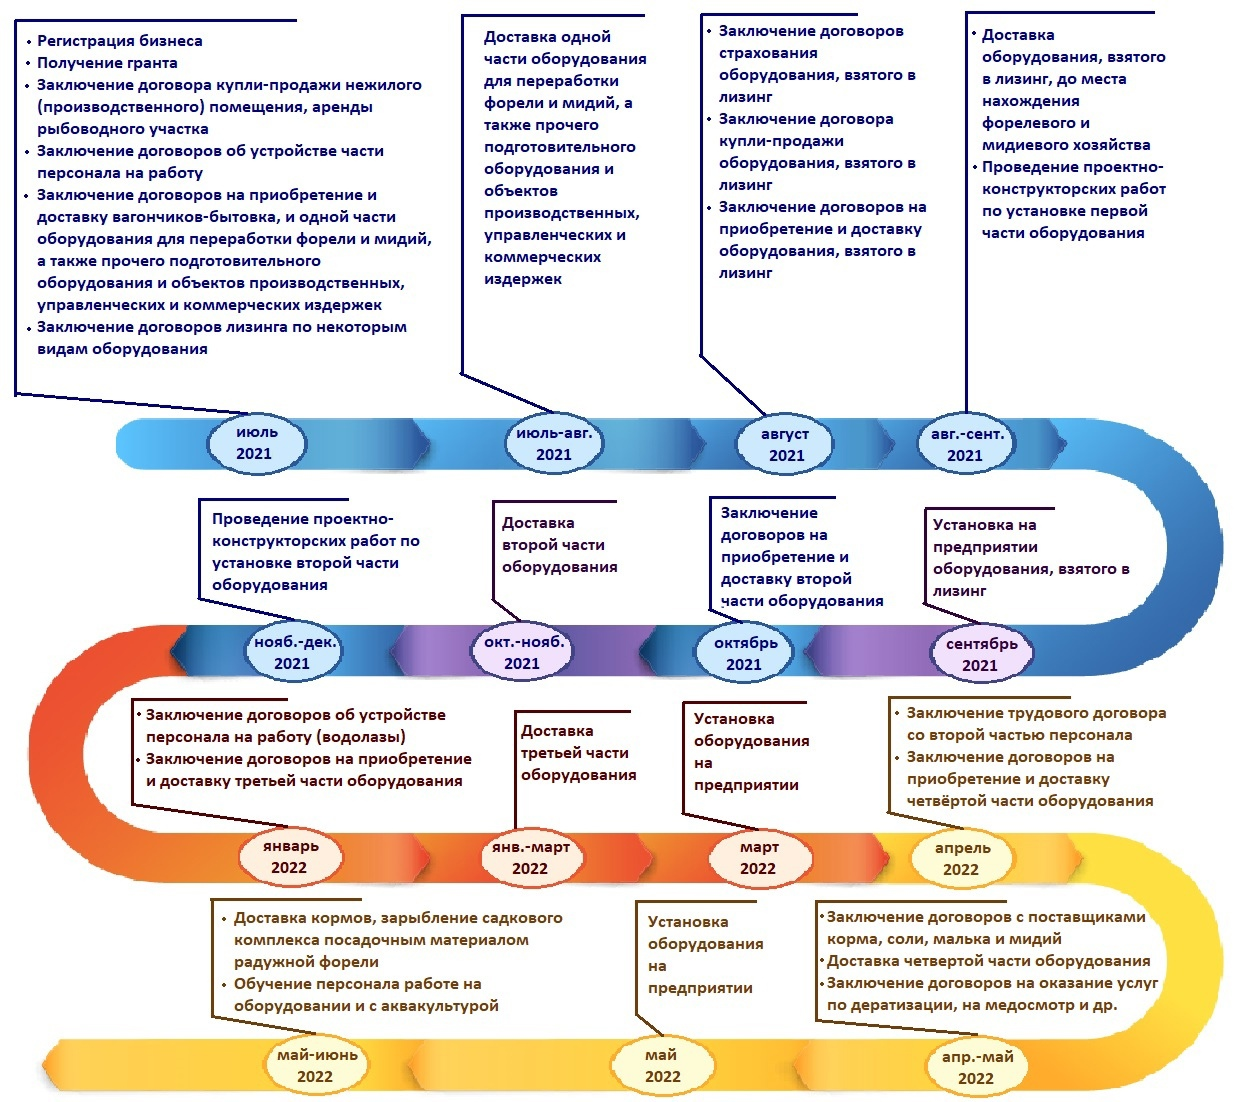 • Регистрация бизнеса
• Получение гранта
• Заключение договора купли-продажи нежилого
(производственного) помещения, аренды
рыбоводного участка
• Заключение договоров об устройстве части
персонала на работу
• Заключение договоров на приобретение и
доставку вагончиков-бытовка, и одной части
оборудования для переработки форели и мидий,
а также прочего подготовительного
оборудования и объектов производственных,
управленческих и коммерческих издержек
• Заключение договоров лизинга по некоторым
видам оборудования
июль
2021
Доставка одной
части оборудования
для переработки
форели и мидий, а
также прочего
подготовительного
оборудования и
объектов
производственных,
управленческих и
коммерческих
издержек
июль-авг.
2021
• Заключение договоров
страхования
оборудования, взятого в
лизинг
• Заключение договора
купли-продажи
оборудования, взятого в
лизинг
• Заключение договоров на
приобретение и доставку
оборудования, взятого в
лизинг
август
2021
• Доставка
оборудования, взятого
в лизинг, до места
нахождения
форелевого и
мидиевого хозяйства
• Проведение проектно-
конструкторских работ
по установке первой
части оборудования
авг.-сент.
2021
Установка на
предприятии
оборудования, взятого в
лизинг
сентябрь
2021
Заключение
договоров на
приобретение и
доставку второй
части оборудования
октябрь
2021
Доставка
второй части
оборудования
окт.-нояб.
2021
Проведение проектно-
конструкторских работ по
установке второй части
оборудования
нояб.-дек.
2021
• Заключение договоров об устройстве
персонала на работу (водолазы)
• Заключение договоров на приобретение
и доставку третьей части оборудования
январь
2022
Доставка
третьей части
оборудования
янв.-март
2022
Установка
оборудования
на
предприятии
март
2022
• Заключение трудового договора
со второй частью персонала
• Заключение договоров на
приобретение и доставку
четвёртой части оборудования
апрель
2022
• Заключение договоров с поставщиками
корма, соли, малька и мидий
• Доставка четвертой части оборудования
• Заключение договоров на оказание услуг
по дератизации, на медосмотр и др.
апр.-май
2022
Установка
оборудования
на
предприятии
май
2022
• Доставка кормов, зарыбление садкового
комплекса посадочным материалом
радужной форели
• Обучение персонала работе на
оборудовании и с аквакультурой
май-июнь
2022